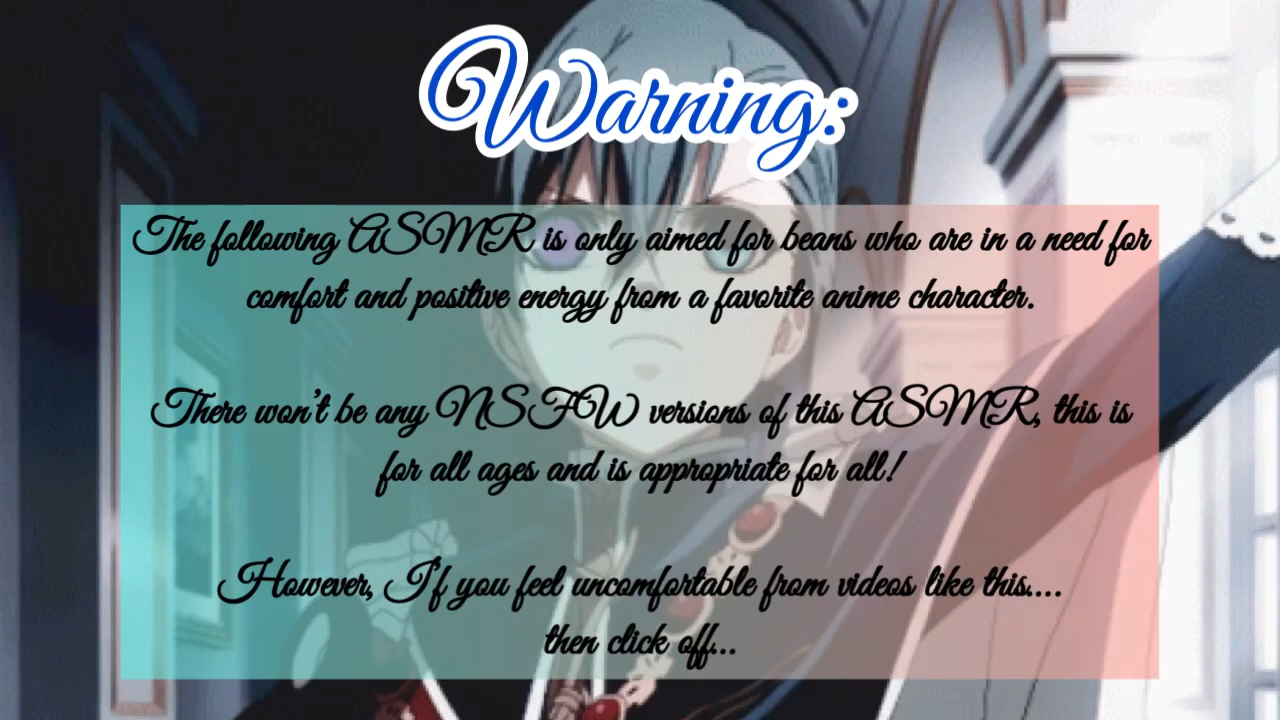 Warning:
The following ASMR is only aimed for beans who are in a need for
comfort and positive energy from a favorite anime character.
There won't be any NSFW versions of this ASMR, this is
for all ages and is appropriate for all!
However, I'f you feel uncomfortable from videos like this....
then click off...